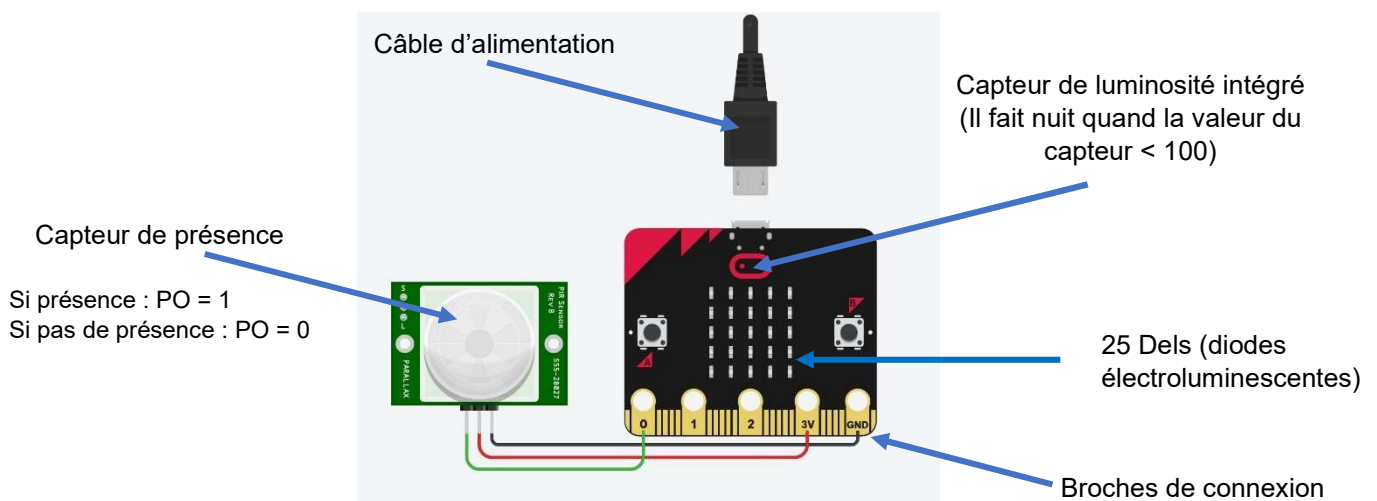 Câble d’alimentation
Capteur de luminosité intégré
(Il fait nuit quand la valeur du
capteur < 100)
Capteur de présence
Si présence : PO = 1
Si pas de présence : PO = 0
S
L
PIR SENSOR
REV B
PARALLAX
555-28027
A
B
25 Dels (diodes
électroluminescentes)
0
1
2
3V
GND
Broches de connexion